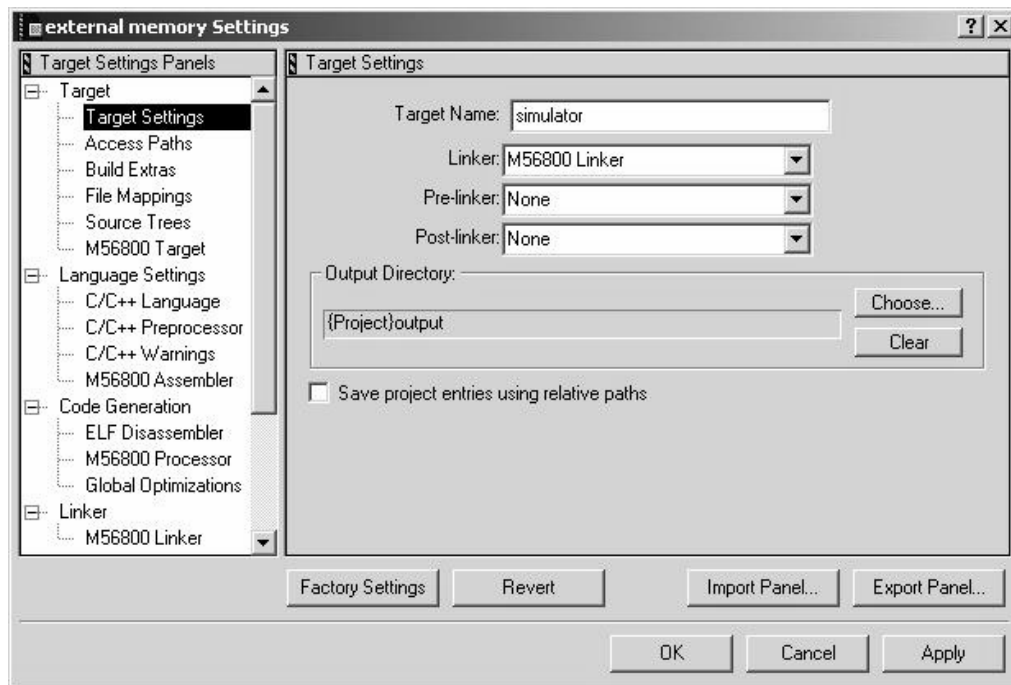 external memory Settings
Target Settings Panels
Target
Target Settings
Access Paths
Build Extras
File Mappings
Source Trees
M56800 Target
Language Settings
C/C++ Language
C/C++ Preprocessor
C/C++ Warnings
M56800 Assembler
Code Generation
ELF Disassembler
M56800 Processor
Global Optimizations
Linker
M56800 Linker
Target Settings
Target Name: simulator
Linker: M56800 Linker
Pre-linker: None
Post-linker: None
Output Directory:
{Project}output
Choose...
Clear
Save project entries using relative paths
Factory Settings
Revert
Import Panel...
Export Panel...
OK
Cancel
Apply